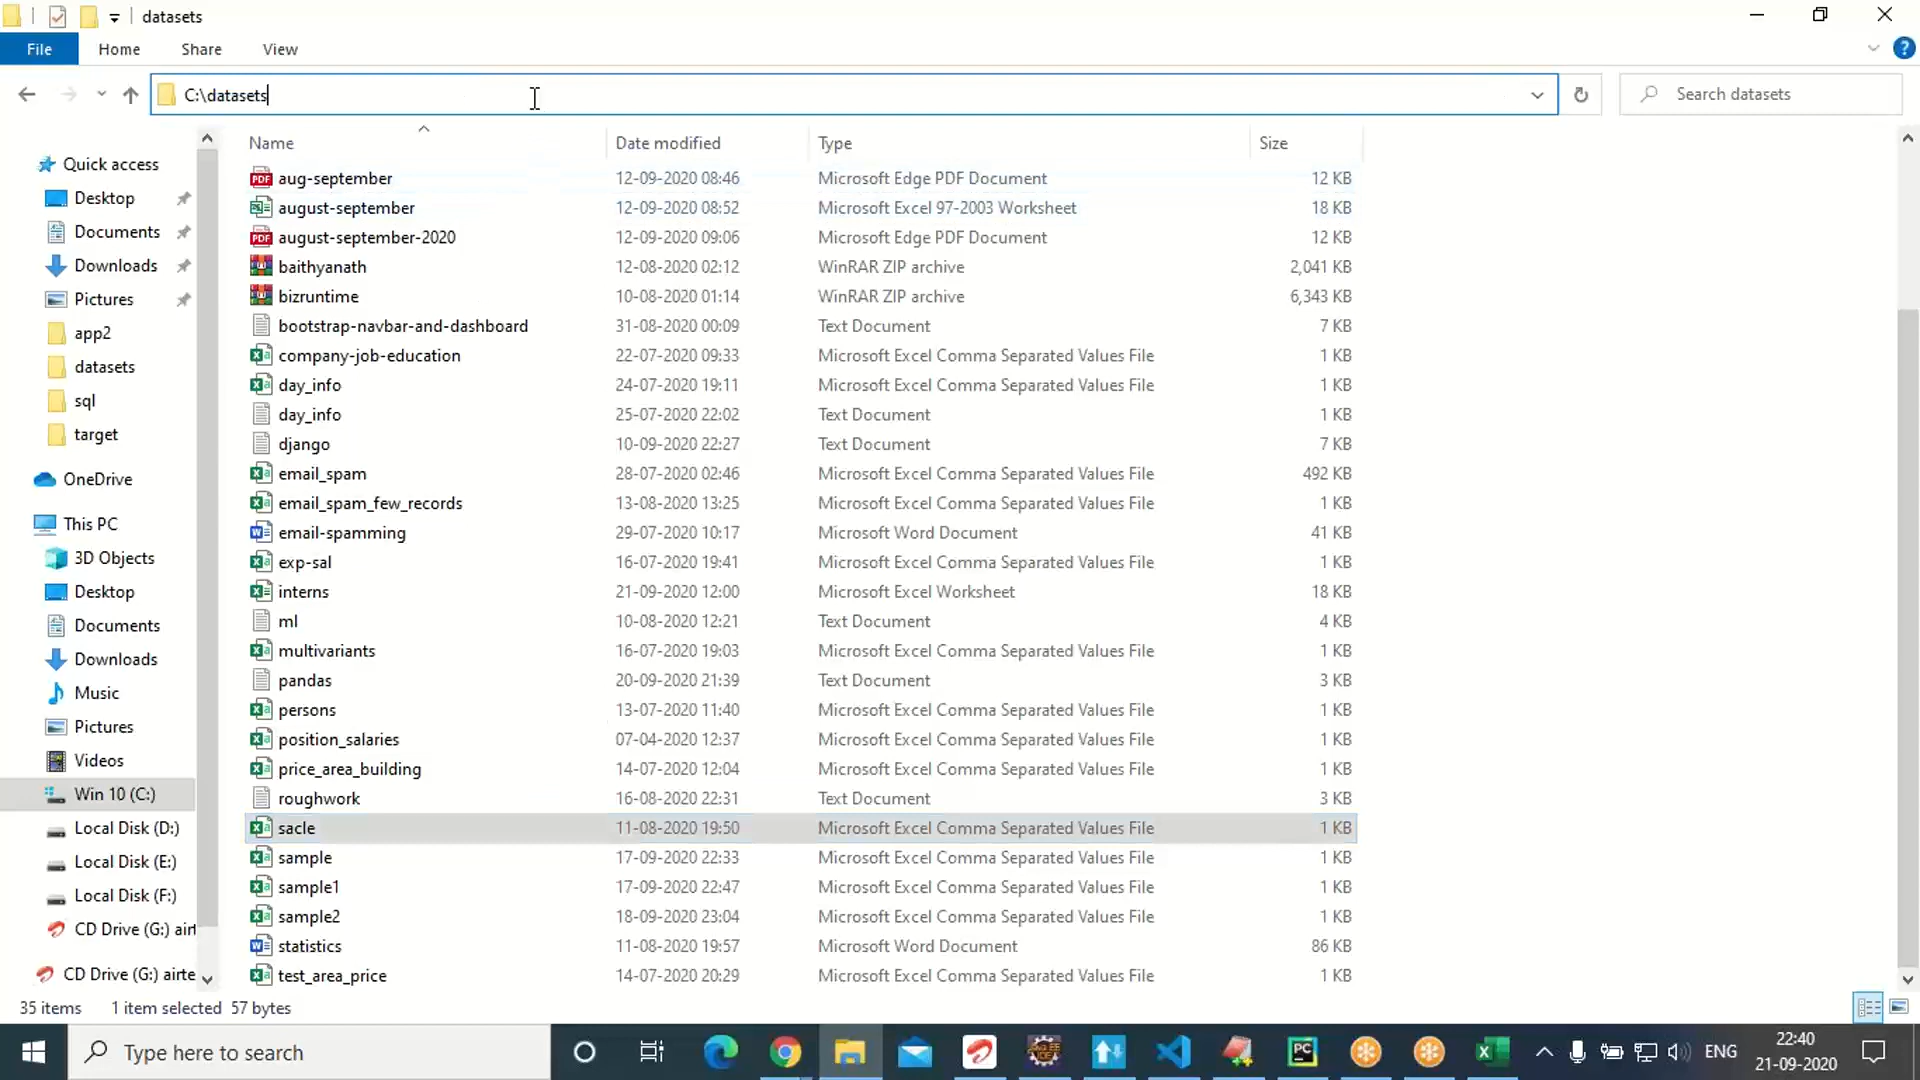 datasets
File Home Share View
C:\datasets
Search datasets
Name Date modified Type Size
Quick access
Desktop
Documents
Downloads
Pictures
app2
datasets
sql
target
OneDrive
This PC
3D Objects
Desktop
Documents
Downloads
Music
Pictures
Videos
Win 10 (C:)
Local Disk (D:)
Local Disk (E:)
Local Disk (F:)
CD Drive (G:) airt
CD Drive (G:) airte
aug-september 12-09-2020 08:46 Microsoft Edge PDF Document 12 KB
august-september 12-09-2020 08:52 Microsoft Excel 97-2003 Worksheet 18 KB
august-september-2020 12-09-2020 09:06 Microsoft Edge PDF Document 12 KB
baithyanath 12-08-2020 02:12 WinRAR ZIP archive 2,041 KB
bizruntime 10-08-2020 01:14 WinRAR ZIP archive 6,343 KB
bootstrap-navbar-and-dashboard 31-08-2020 00:09 Text Document 7 KB
company-job-education 22-07-2020 09:33 Microsoft Excel Comma Separated Values File 1 KB
day_info 24-07-2020 19:11 Microsoft Excel Comma Separated Values File 1 KB
day_info 25-07-2020 22:02 Text Document 1 KB
django 10-09-2020 22:27 Text Document 7 KB
email_spam 28-07-2020 02:46 Microsoft Excel Comma Separated Values File 492 KB
email_spam_few_records 13-08-2020 13:25 Microsoft Excel Comma Separated Values File 1 KB
email-spamming 29-07-2020 10:17 Microsoft Word Document 41 KB
exp-sal 16-07-2020 19:41 Microsoft Excel Comma Separated Values File 1 KB
interns 21-09-2020 12:00 Microsoft Excel Worksheet 18 KB
ml 10-08-2020 12:21 Text Document 4 KB
multivariants 16-07-2020 19:03 Microsoft Excel Comma Separated Values File 1 KB
pandas 20-09-2020 21:39 Text Document 3 KB
persons 13-07-2020 11:40 Microsoft Excel Comma Separated Values File 1 KB
position_salaries 07-04-2020 12:37 Microsoft Excel Comma Separated Values File 1 KB
price_area_building 14-07-2020 12:04 Microsoft Excel Comma Separated Values File 1 KB
roughwork 16-08-2020 22:31 Text Document 3 KB
sacle 11-08-2020 19:50 Microsoft Excel Comma Separated Values File 1 KB
sample 17-09-2020 22:33 Microsoft Excel Comma Separated Values File 1 KB
sample1 17-09-2020 22:47 Microsoft Excel Comma Separated Values File 1 KB
sample2 18-09-2020 23:04 Microsoft Excel Comma Separated Values File 1 KB
statistics 11-08-2020 19:57 Microsoft Word Document 86 KB
test_area_price 14-07-2020 20:29 Microsoft Excel Comma Separated Values File 1 KB
35 items 1 item selected 57 bytes
Type here to search
ENG
22:40
21-09-2020